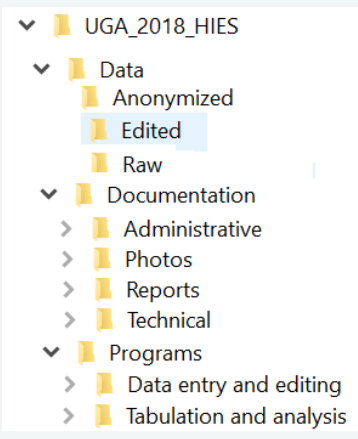 UGA_2018_HIES
Data
Anonymized
Edited
Raw
Documentation
Administrative
Photos
Reports
Technical
Programs
Data entry and editing
Tabulation and analysis